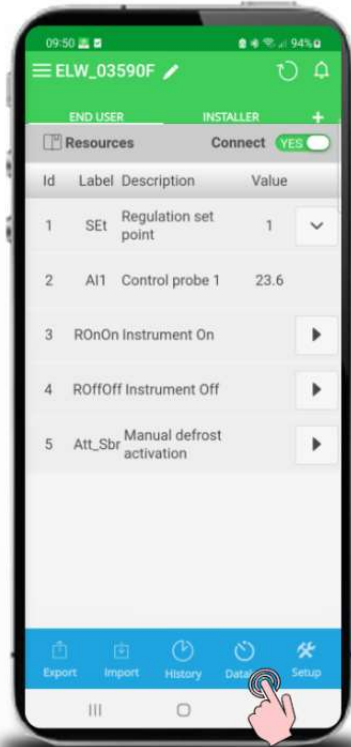 09:50 94%
ELW_03590F
END USER INSTALLER +
Resources Connect YES
Id Label Description Value
1 SEt Regulation set point 1
2 AI1 Control probe 1 23.6
3 ROnOn Instrument On
4 ROffOff Instrument Off
5 Att_Sbr Manual defrost activation
Export Import History Setup